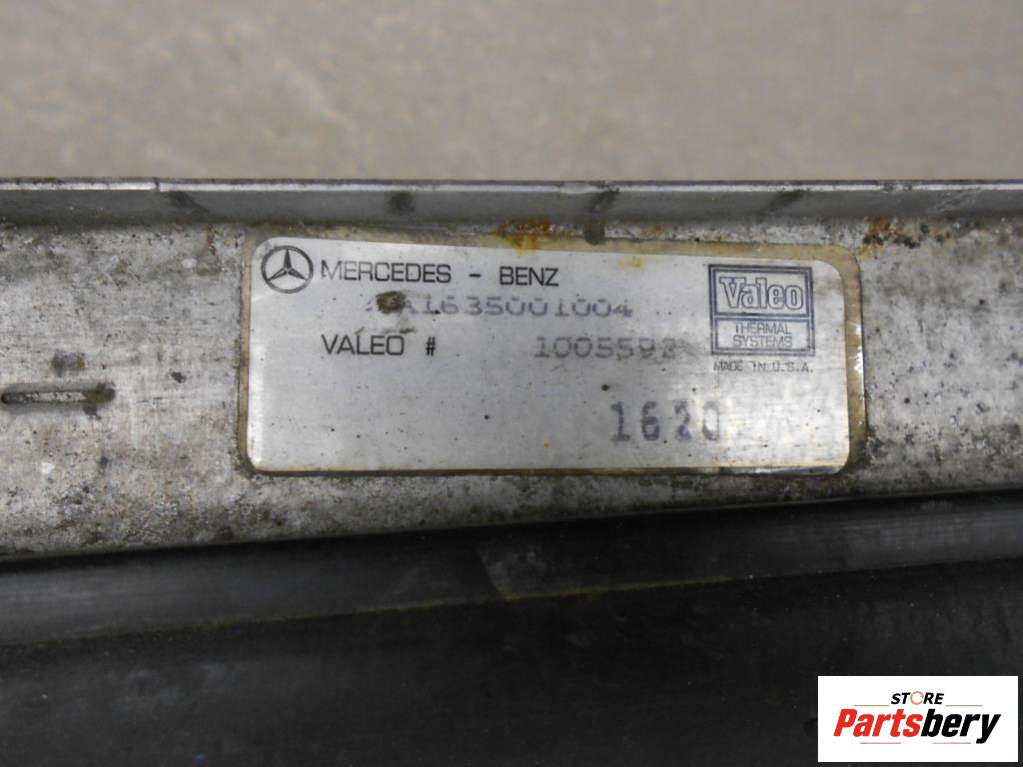 MERCEDES - BENZ
A1635001004
VALEO # 1005592
1620
Valeo
THERMAL
SYSTEMS
MADE IN U.S.A.
STORE
Partsbery